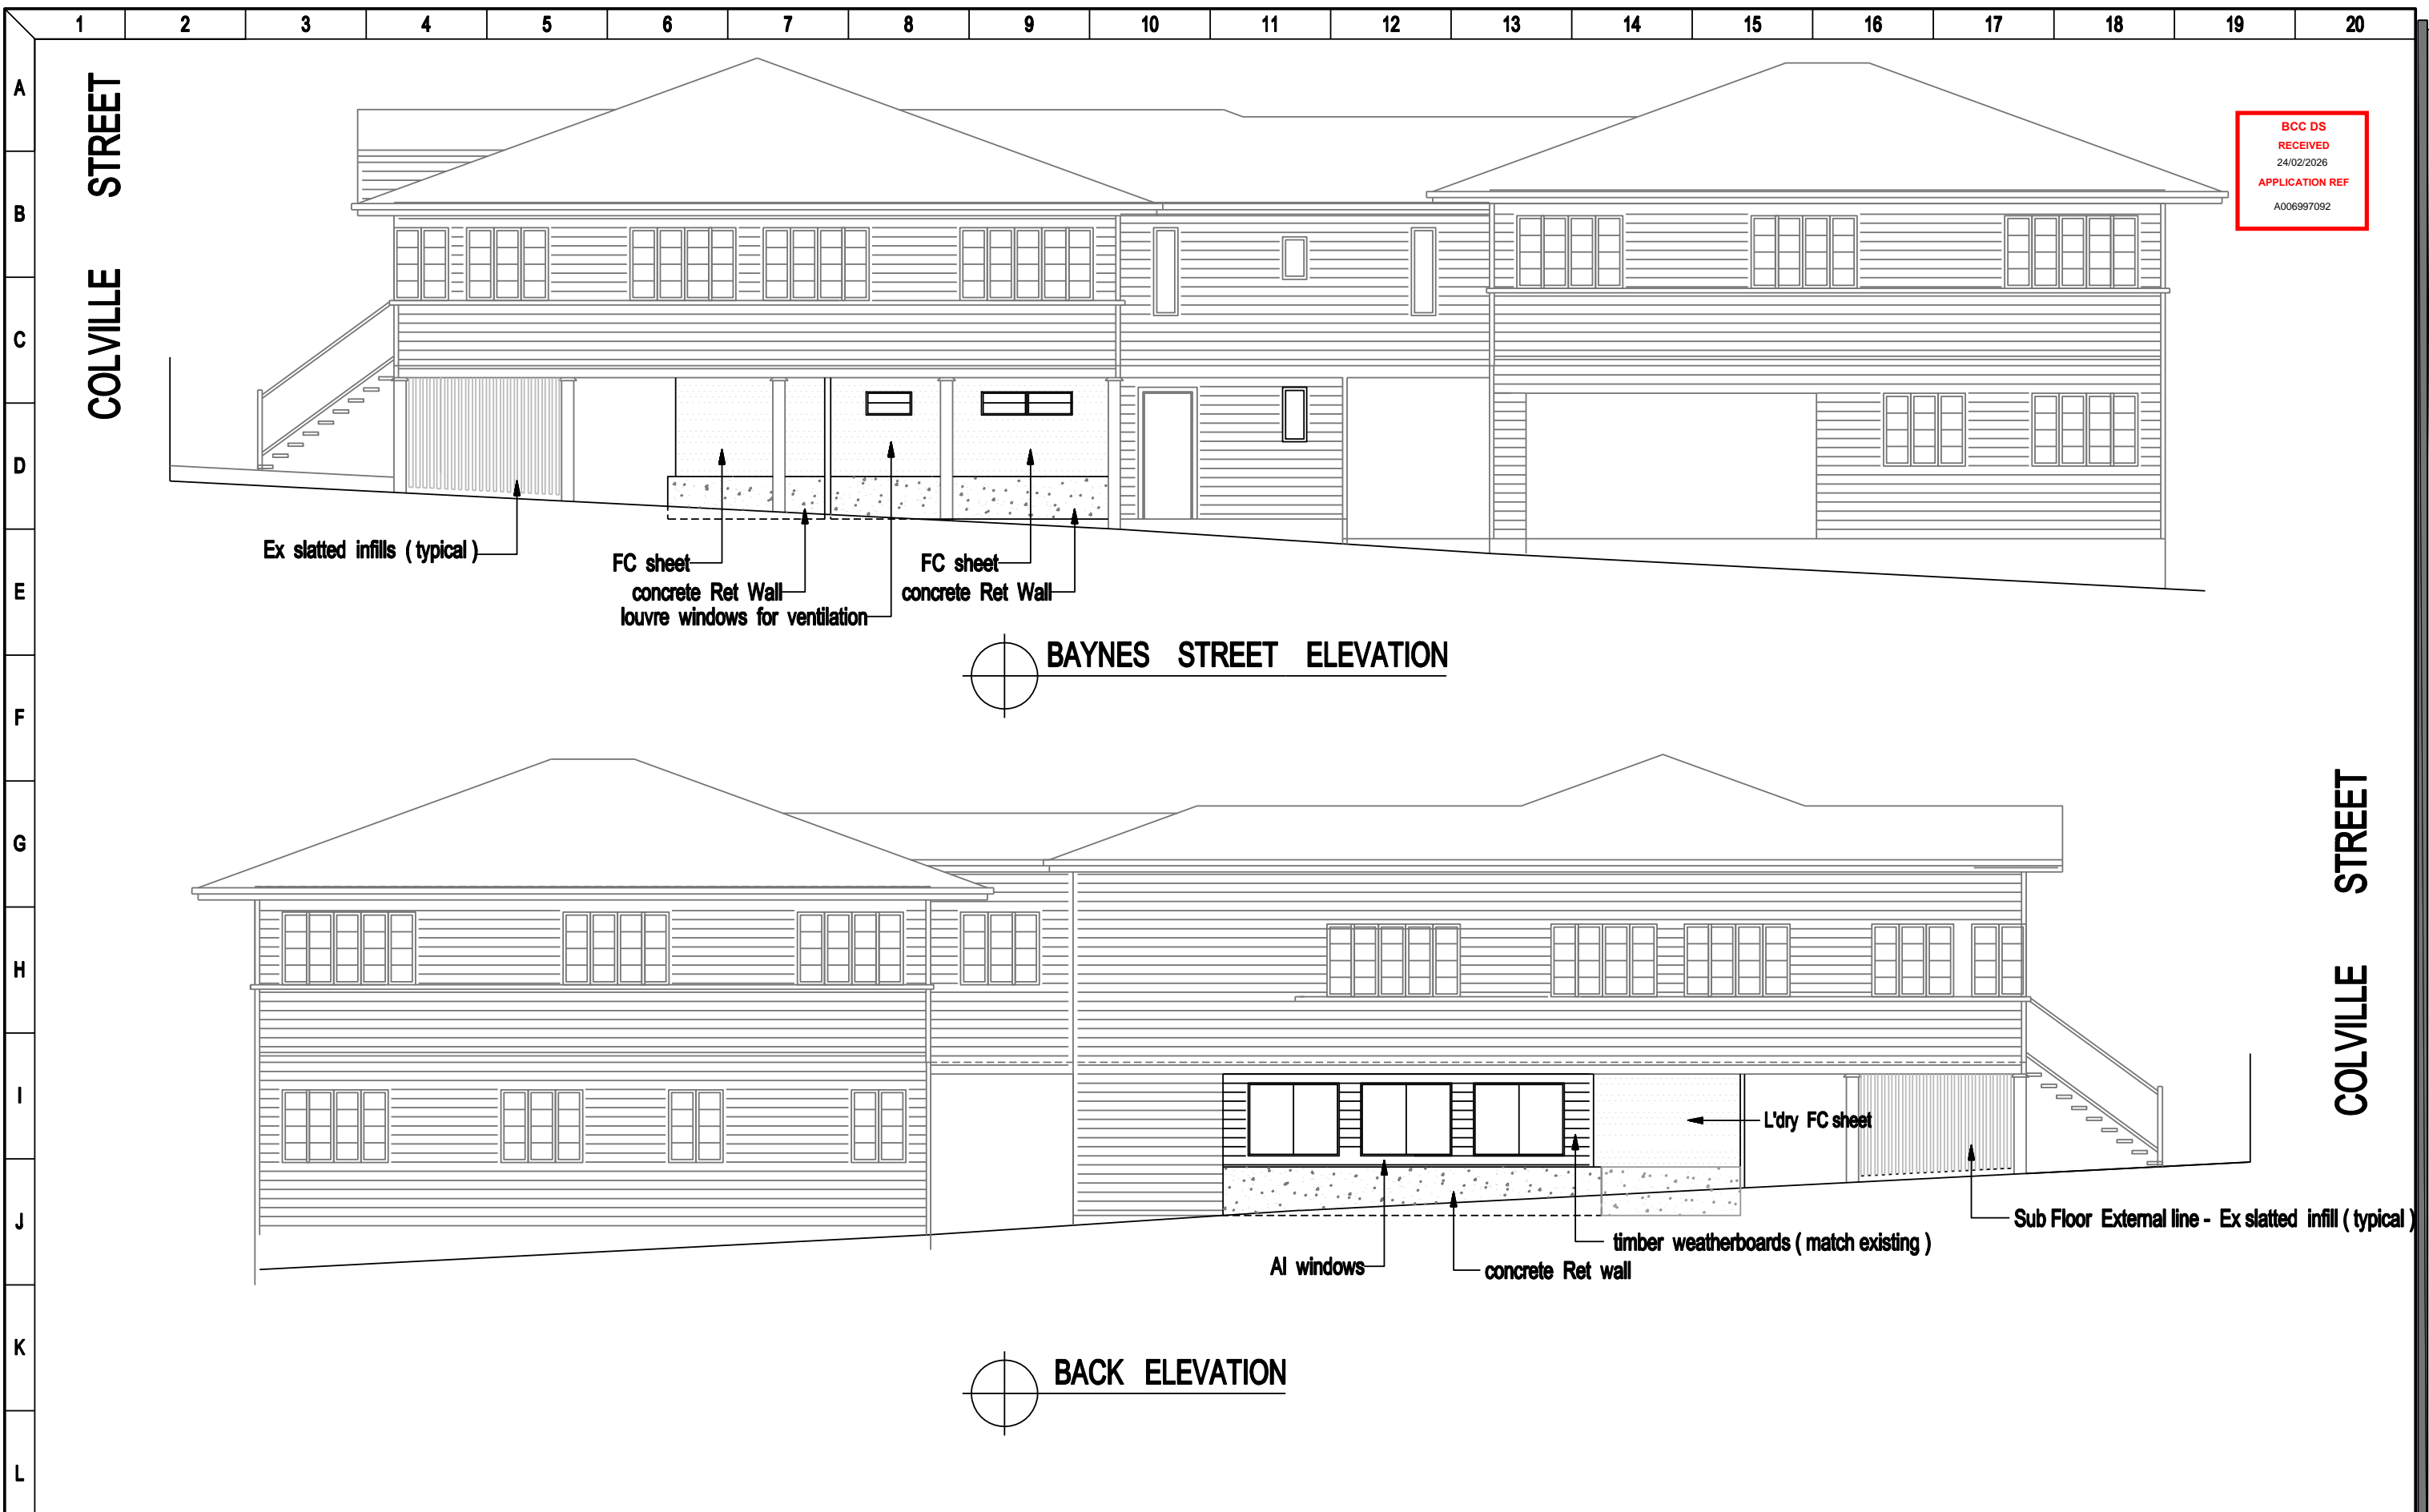 1 2 3 4 5 6 7 8 9 10 11 12 13 14 15 16 17 18 19 20
A
B
C
D
E
F
G
H
I
J
K
L
COLVILLE STREET
BCC DS
RECEIVED
24/02/2026
APPLICATION REF
A006997092
Ex slatted infills ( typical )
FC sheet
concrete Ret Wall
louvre windows for ventilation
FC sheet
concrete Ret Wall
BAYNES STREET ELEVATION
COLVILLE STREET
L'dry FC sheet
Sub Floor External line - Ex slatted infill ( typical )
timber weatherboards ( match existing )
Al windows
concrete Ret wall
BACK ELEVATION